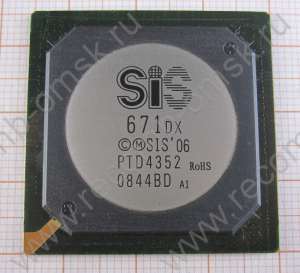 SiS
671DX
©ⓂSIS'06
PTD4352 RoHS
0844BD A1